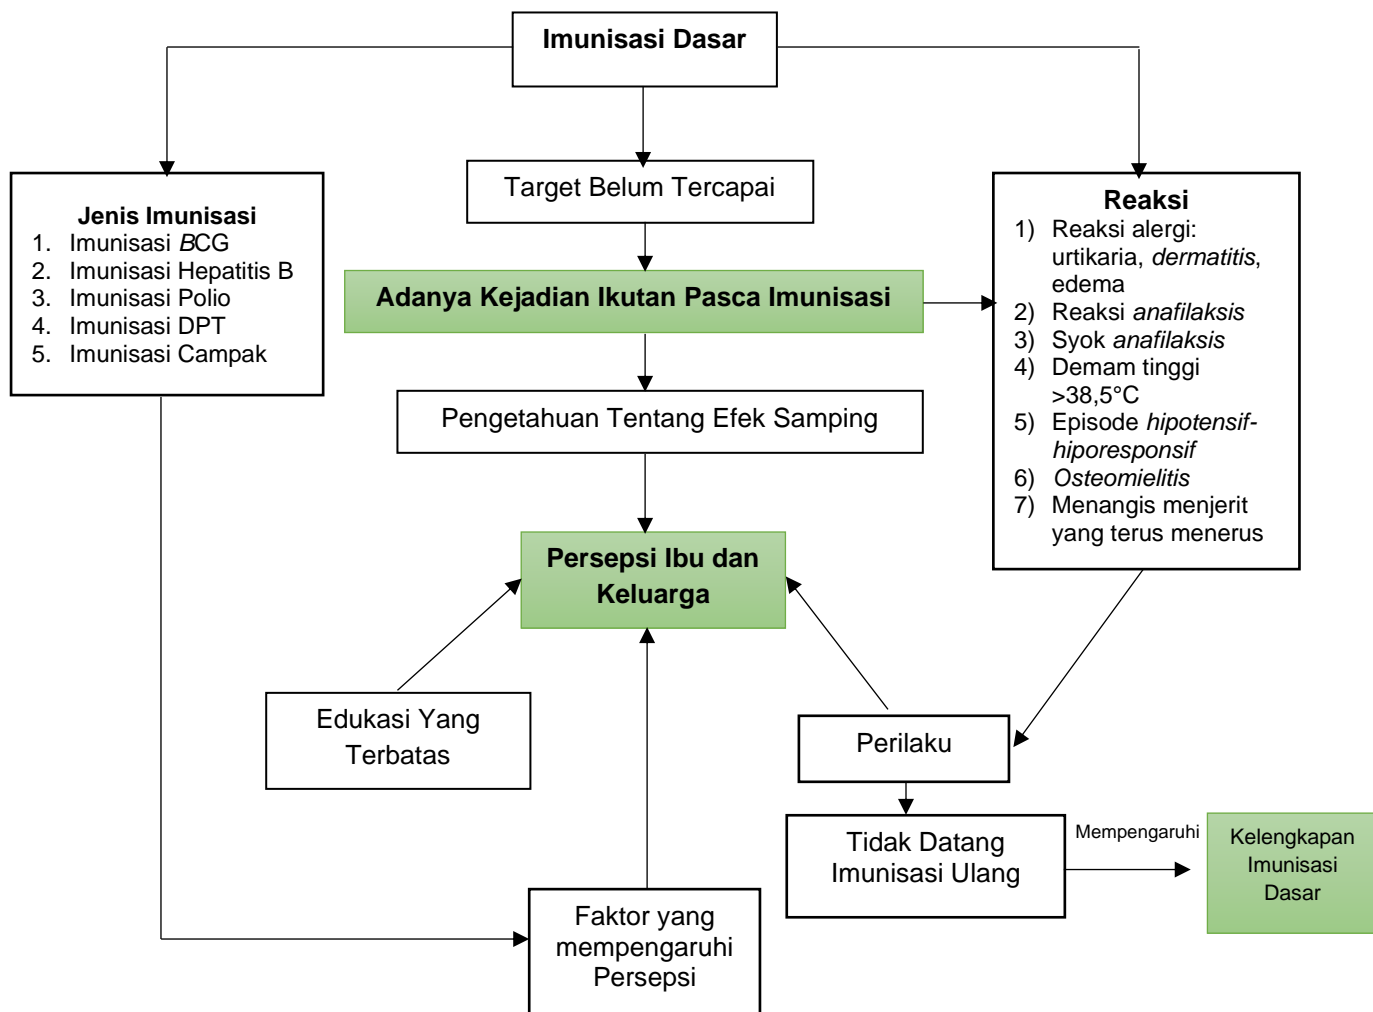 Imunisasi Dasar
Target Belum Tercapai
Jenis Imunisasi
1. Imunisasi BCG
2. Imunisasi Hepatitis B
3. Imunisasi Polio
4. Imunisasi DPT
5. Imunisasi Campak
Reaksi
1) Reaksi alergi:
urtikaria, dermatitis,
edema
2) Reaksi anafilaksis
3) Syok anafilaksis
4) Demam tinggi
>38,5°C
5) Episode hipotensif-
hiporesponsif
6) Osteomielitis
7) Menangis menjerit
yang terus menerus
Adanya Kejadian Ikutan Pasca Imunisasi
Pengetahuan Tentang Efek Samping
Persepsi Ibu dan
Keluarga
Edukasi Yang
Terbatas
Perilaku
Tidak Datang
Imunisasi Ulang
Mempengaruhi
Kelengkapan
Imunisasi
Dasar
Faktor yang
mempengaruhi
Persepsi